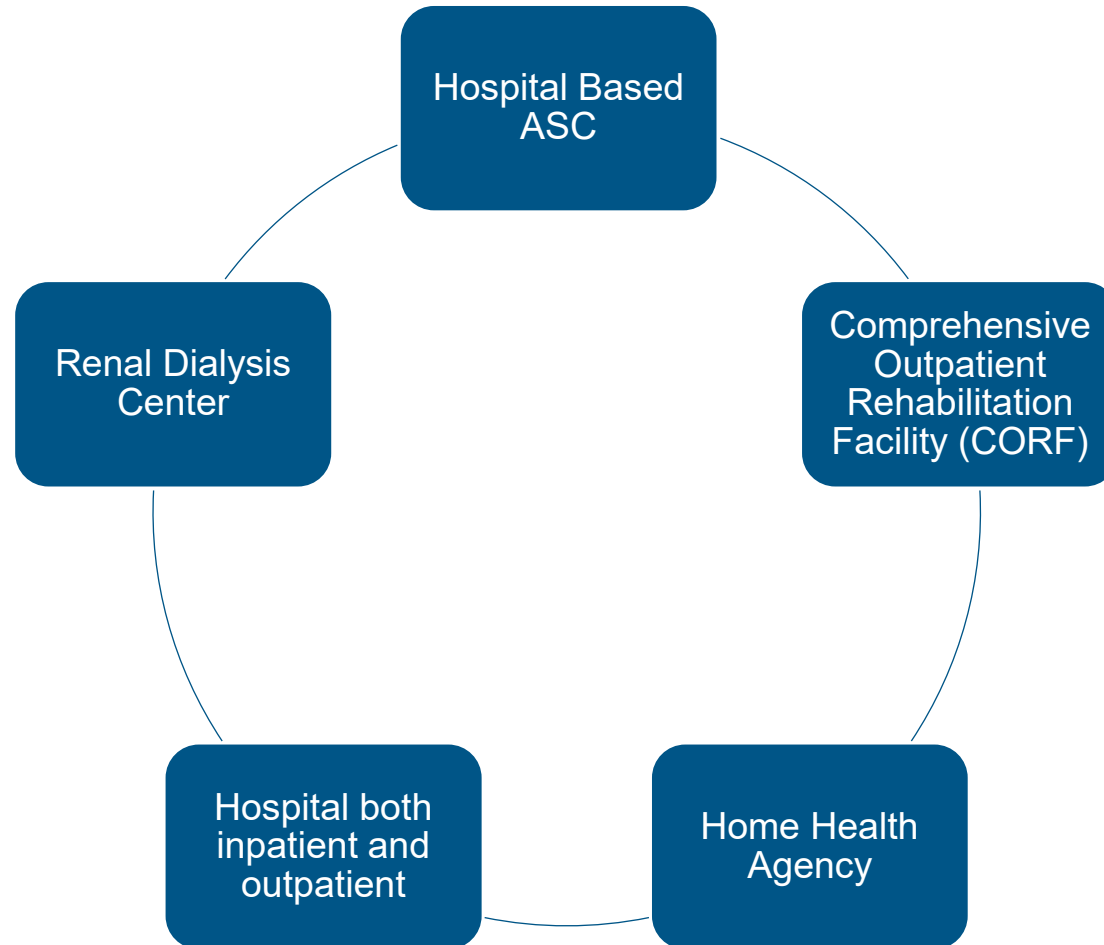 Hospital Based
ASC
Comprehensive
Outpatient
Rehabilitation
Facility (CORF)
Home Health
Agency
Hospital both
inpatient and
outpatient
Renal Dialysis
Center